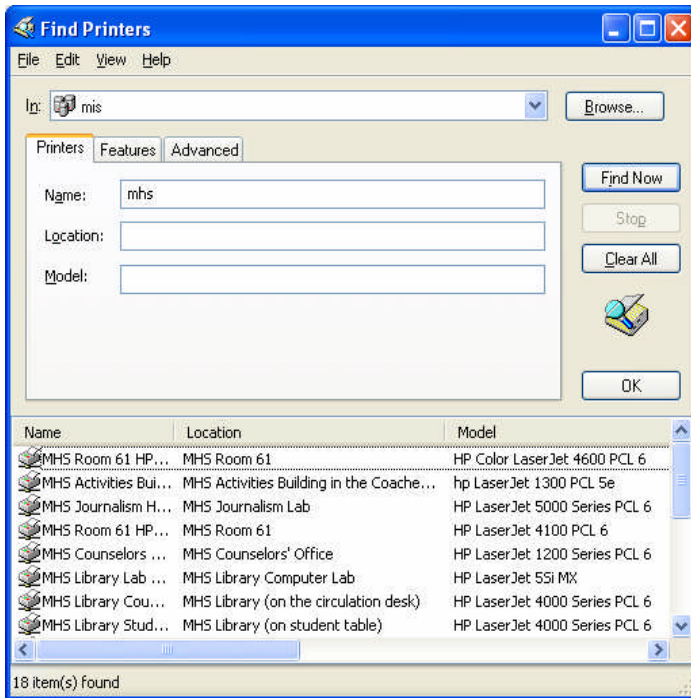 Find Printers
File Edit View Help
In: mis Browse...
Printers Features Advanced
Find Now
Name: mhs
Stop
Location:
Clear All
Model:
OK
Name Location Model
MHS Room 61 HP... MHS Room 61 HP Color LaserJet 4600 PCL 6
MHS Activities Bui... MHS Activities Building in the Coache... hp LaserJet 1300 PCL 5e
MHS Journalism H... MHS Journalism Lab HP LaserJet 5000 Series PCL 6
MHS Room 61 HP... MHS Room 61 HP LaserJet 4100 PCL 6
MHS Counselors ... MHS Counselors' Office HP LaserJet 1200 Series PCL 6
MHS Library Lab ... MHS Library Computer Lab HP LaserJet 5Si MX
MHS Library Cou... MHS Library (on the circulation desk) HP LaserJet 4000 Series PCL 6
MHS Library Stud... MHS Library (on student table) HP LaserJet 4000 Series PCL 6
18 item(s) found